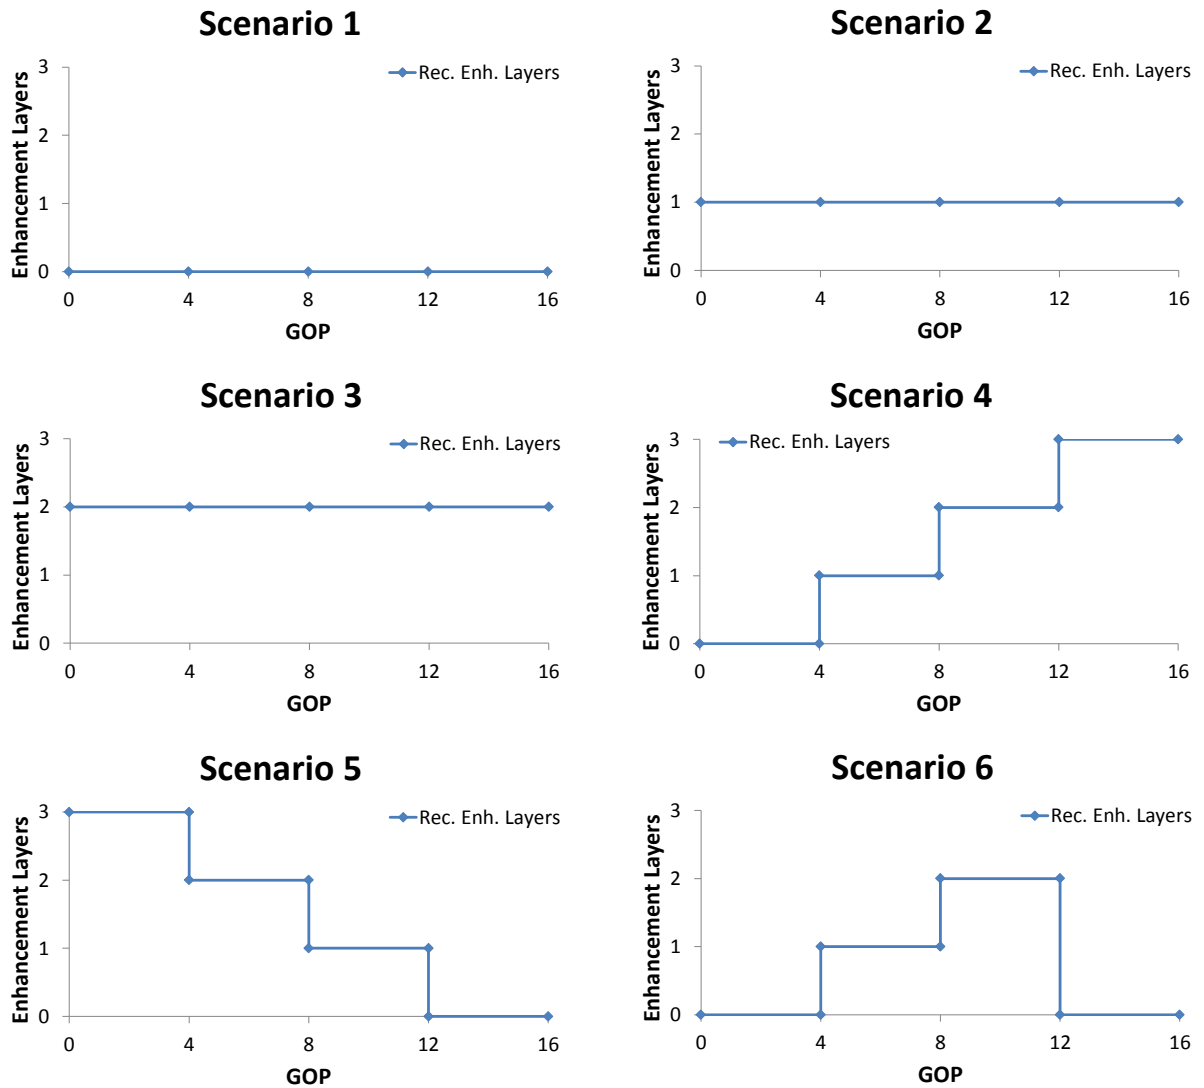 Scenario 1
Rec. Enh. Layers
Enhancement Layers
3
2
1
0
0 4 8 12 16
GOP
Scenario 2
Rec. Enh. Layers
Enhancement Layers
3
2
1
0
0 4 8 12 16
GOP
Scenario 3
Rec. Enh. Layers
Enhancement Layers
3
2
1
0
0 4 8 12 16
GOP
Scenario 4
Rec. Enh. Layers
Enhancement Layers
3
2
1
0
0 4 8 12 16
GOP
Scenario 5
Rec. Enh. Layers
Enhancement Layers
3
2
1
0
0 4 8 12 16
GOP
Scenario 6
Rec. Enh. Layers
Enhancement Layers
3
2
1
0
0 4 8 12 16
GOP